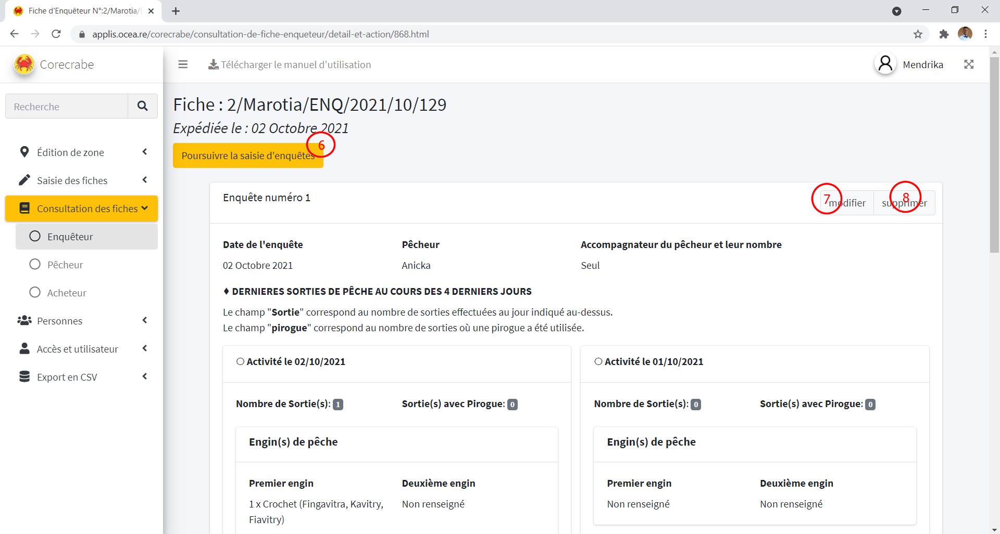 Fiche d'Enquêteur N°:2/Marotia/E
applis.ocea.re/corecrabe/consultation-de-fiche-enqueteur/detail-et-action/868.html
Corecrabe
Télécharger le manuel d'utilisation
Mendrika
Recherche
Édition de zone
Saisie des fiches
Consultation des fiches
Enquêteur
Pêcheur
Acheteur
Personnes
Accès et utilisateur
Export en CSV
Fiche : 2/Marotia/ENQ/2021/10/129
Expédiée le : 02 Octobre 2021
6
Poursuivre la saisie d'enquêtes
Enquête numéro 1
7
modifier
8
supprimer
Date de l'enquête
Pêcheur
Accompagnateur du pêcheur et leur nombre
02 Octobre 2021
Anicka
Seul
♦ DERNIERES SORTIES DE PÊCHE AU COURS DES 4 DERNIERS JOURS
Le champ "Sortie" correspond au nombre de sorties effectuées au jour indiqué au-dessus.
Le champ "pirogue" correspond au nombre de sorties où une pirogue a été utilisée.
Activité le 02/10/2021
Nombre de Sortie(s): 1
Sortie(s) avec Pirogue: 0
Engin(s) de pêche
Premier engin
Deuxième engin
1 x Crochet (Fingavitra, Kavitry,
Fiavitry)
Non renseigné
Activité le 01/10/2021
Nombre de Sortie(s): 0
Sortie(s) avec Pirogue: 0
Engin(s) de pêche
Premier engin
Deuxième engin
Non renseigné
Non renseigné